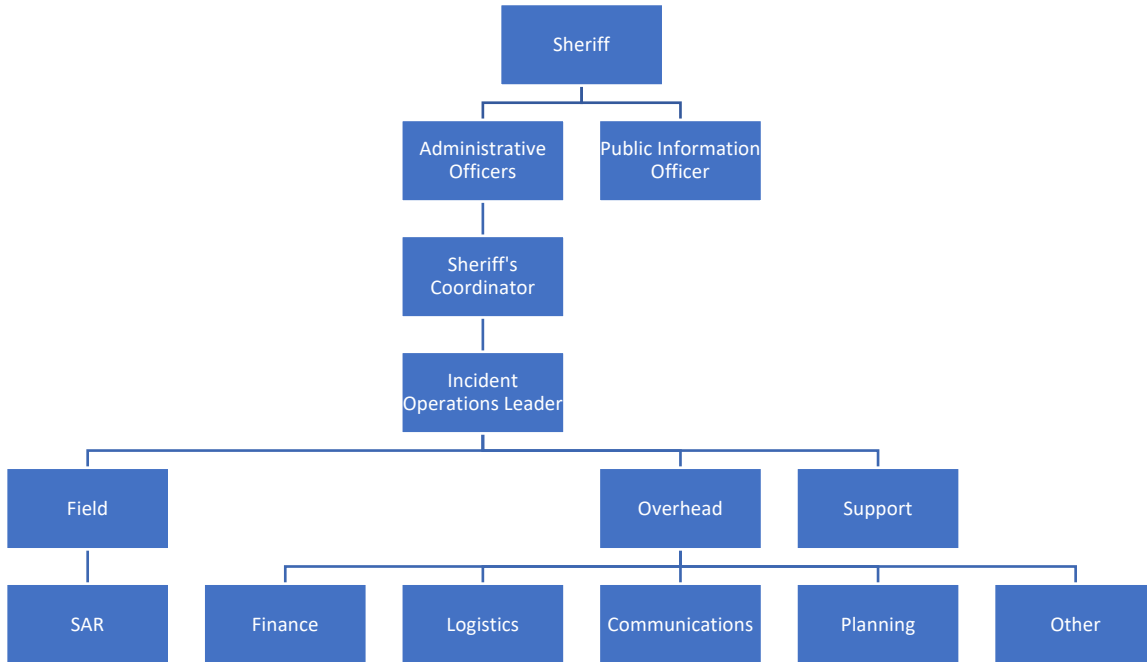 Sheriff
Administrative
Officers
Public Information
Officer
Sheriff's
Coordinator
Incident
Operations Leader
Field
Overhead
Support
SAR
Finance
Logistics
Communications
Planning
Other